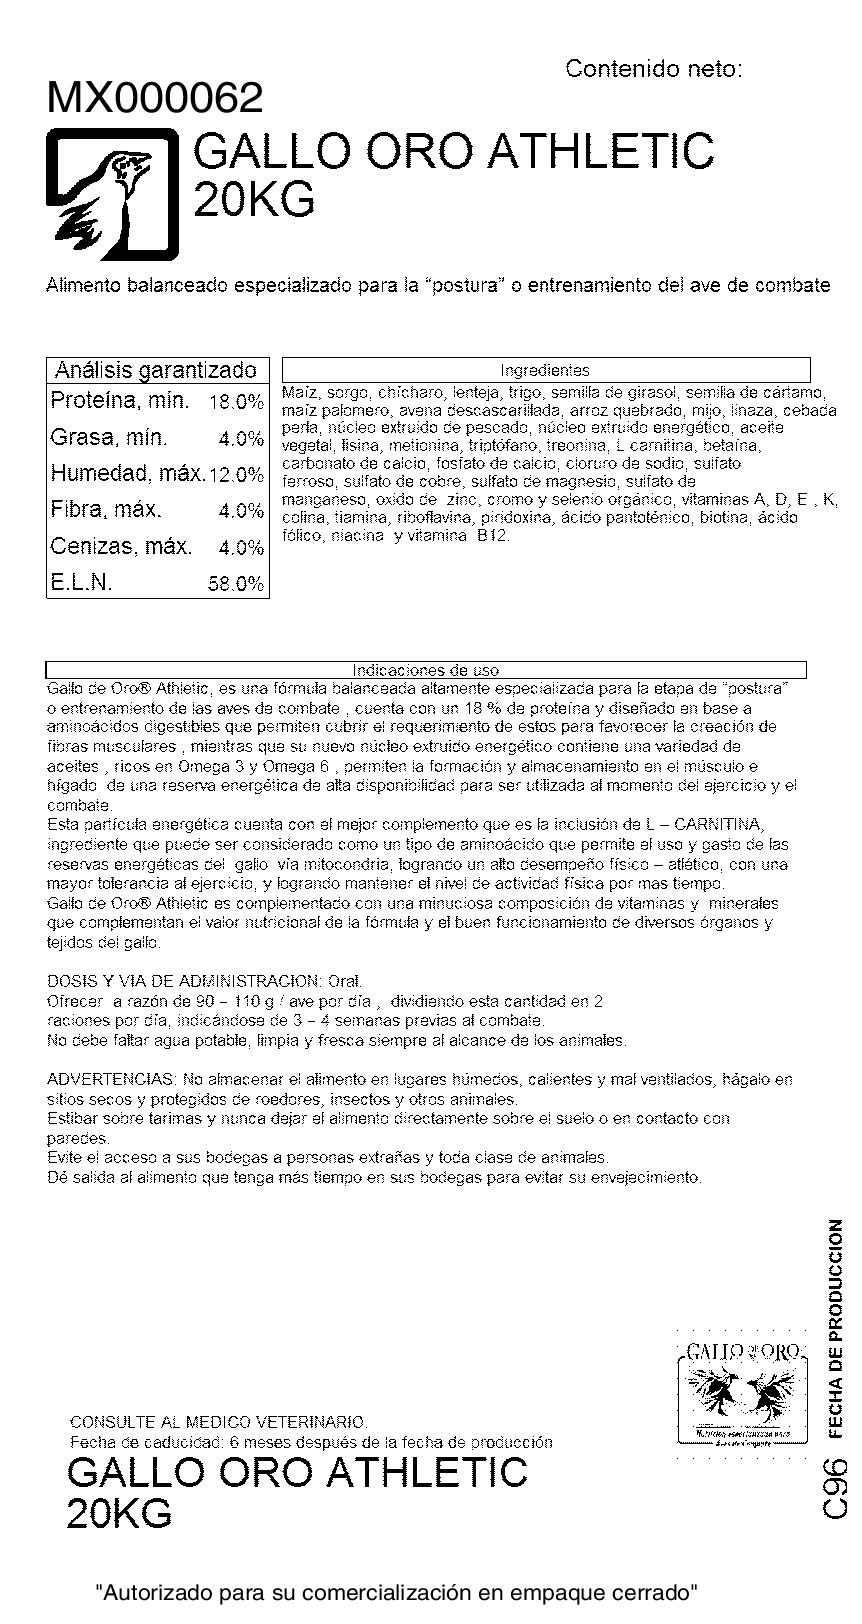 Contenido neto:
MX000062
GALLO ORO ATHLETIC
20KG
Alimento balanceado especializado para la “postura” o entrenamiento del ave de combate
Análisis garantizado
Proteína, mín. 18.0%
Grasa, mín. 4.0%
Humedad, máx. 12.0%
Fibra, máx. 4.0%
Cenizas, máx. 4.0%
E.L.N. 58.0%
Ingredientes
Maíz, sorgo, chícharo, lenteja, trigo, semilla de girasol, semilla de cártamo,
maíz palomero, avena descascarillada, arroz quebrado, mijo, linaza, cebada
perla, núcleo extruido de pescado, núcleo extruido energético, aceite
vegetal, lisina, metionina, triptófano, treonina, L carnitina, betaína,
carbonato de calcio, fosfato de calcio, cloruro de sodio, sulfato
ferroso, sulfato de cobre, sulfato de magnesio, sulfato de
manganeso, oxido de  zinc, cromo y selenio orgánico, vitaminas A, D, E , K,
colina, tiamina, riboflavina, piridoxina, ácido pantoténico, biotina, ácido
fólico, niacina  y vitamina  B12.
Indicaciones de uso
Gallo de Oro® Athletic, es una fórmula balanceada altamente especializada para la etapa de “postura”
o entrenamiento de las aves de combate , cuenta con un 18 % de proteína y diseñado en base a
aminoácidos digestibles que permiten cubrir el requerimiento de estos para favorecer la creación de
fibras musculares , mientras que su nuevo núcleo extruido energético contiene una variedad de
aceites , ricos en Omega 3 y Omega 6 , permiten la formación y almacenamiento en el músculo e
hígado  de una reserva energética de alta disponibilidad para ser utilizada al momento del ejercicio y el
combate.
Esta partícula energética cuenta con el mejor complemento que es la inclusión de L – CARNITINA,
ingrediente que puede ser considerado como un tipo de aminoácido que permite el uso y gasto de las
reservas energéticas del  gallo  vía mitocondria, logrando un alto desempeño físico – atlético, con una
mayor tolerancia al ejercicio, y logrando mantener el nivel de actividad física por mas tiempo.
Gallo de Oro® Athletic es complementado con una minuciosa composición de vitaminas y  minerales
que complementan el valor nutricional de la fórmula y el buen funcionamiento de diversos órganos y
tejidos del gallo.
DOSIS Y VIA DE ADMINISTRACION: Oral.
Ofrecer  a razón de 90 – 110 g / ave por día ,  dividiendo esta cantidad en 2
raciones por día, indicándose de 3 – 4 semanas previas al combate.
No debe faltar agua potable, limpia y fresca siempre al alcance de los animales.
ADVERTENCIAS: No almacenar el alimento en lugares húmedos, calientes y mal ventilados, hágalo en
sitios secos y protegidos de roedores, insectos y otros animales.
Estibar sobre tarimas y nunca dejar el alimento directamente sobre el suelo o en contacto con
paredes.
Evite el acceso a sus bodegas a personas extrañas y toda clase de animales.
Dé salida al alimento que tenga más tiempo en sus bodegas para evitar su envejecimiento.
FECHA DE PRODUCCION
C96
GALLO DE ORO
Nutrición especializada para
Aves de Combate
CONSULTE AL MEDICO VETERINARIO.
Fecha de caducidad: 6 meses después de la fecha de producción
GALLO ORO ATHLETIC
20KG
"Autorizado para su comercialización en empaque cerrado"